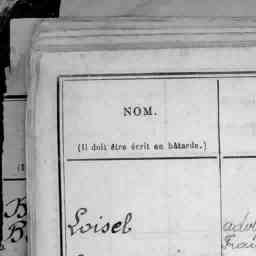 NOM.
(Il doit être écrit en bâtarde.)
Loisel